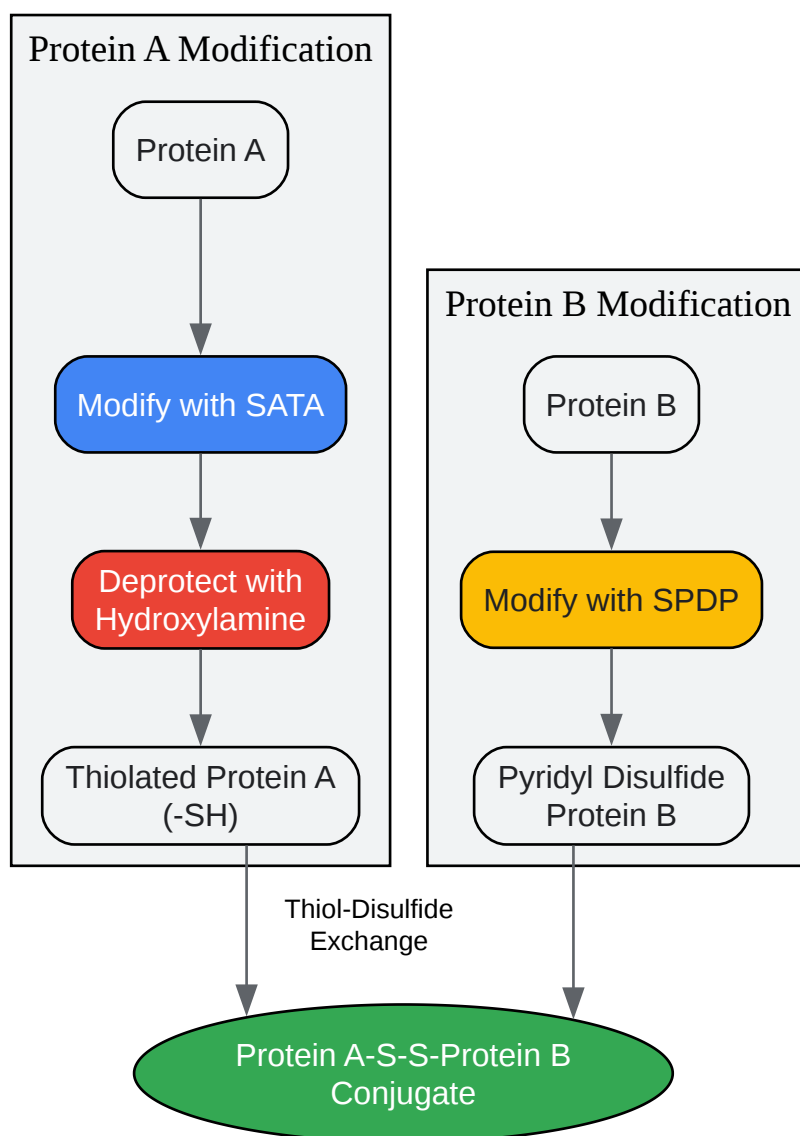 Protein A Modification
Protein A
Modify with SATA
Deprotect with
Hydroxylamine
Thiolated Protein A
(-SH)
Protein B Modification
Protein B
Modify with SPDP
Pyridyl Disulfide
Protein B
Thiol-Disulfide
Exchange
Protein A-S-S-Protein B
Conjugate